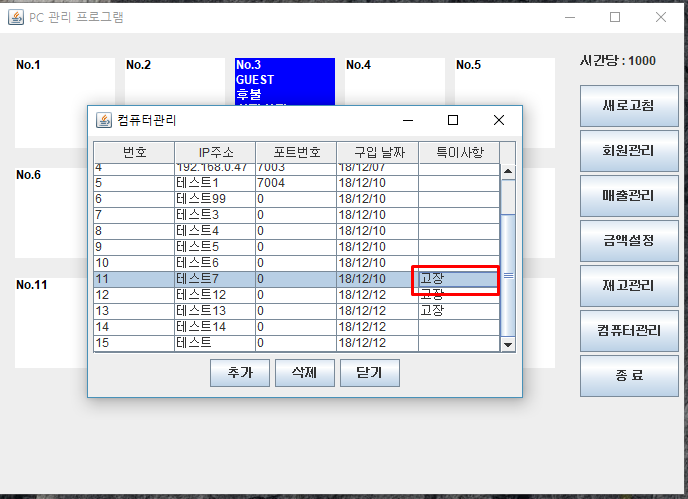 PC 관리 프로그램
No.1 No.2 No.3 No.4 No.5
GUEST
후불
시간당 : 1000
새로고침
회원관리
매출관리
금액설정
재고관리
컴퓨터관리
종 료
No.6
No.11
컴퓨터관리
번호 IP주소 포트번호 구입 날짜 특이사항
4 192.168.0.47 7003 18/12/07
5 테스트1 7004 18/12/10
6 테스트99 0 18/12/10
7 테스트3 0 18/12/10
8 테스트4 0 18/12/10
9 테스트5 0 18/12/10
10 테스트6 0 18/12/10
11 테스트7 0 18/12/10 고장
12 테스트12 0 18/12/12 고장
13 테스트13 0 18/12/12 고장
14 테스트14 0 18/12/12
15 테스트 0 18/12/12
추가 삭제 닫기